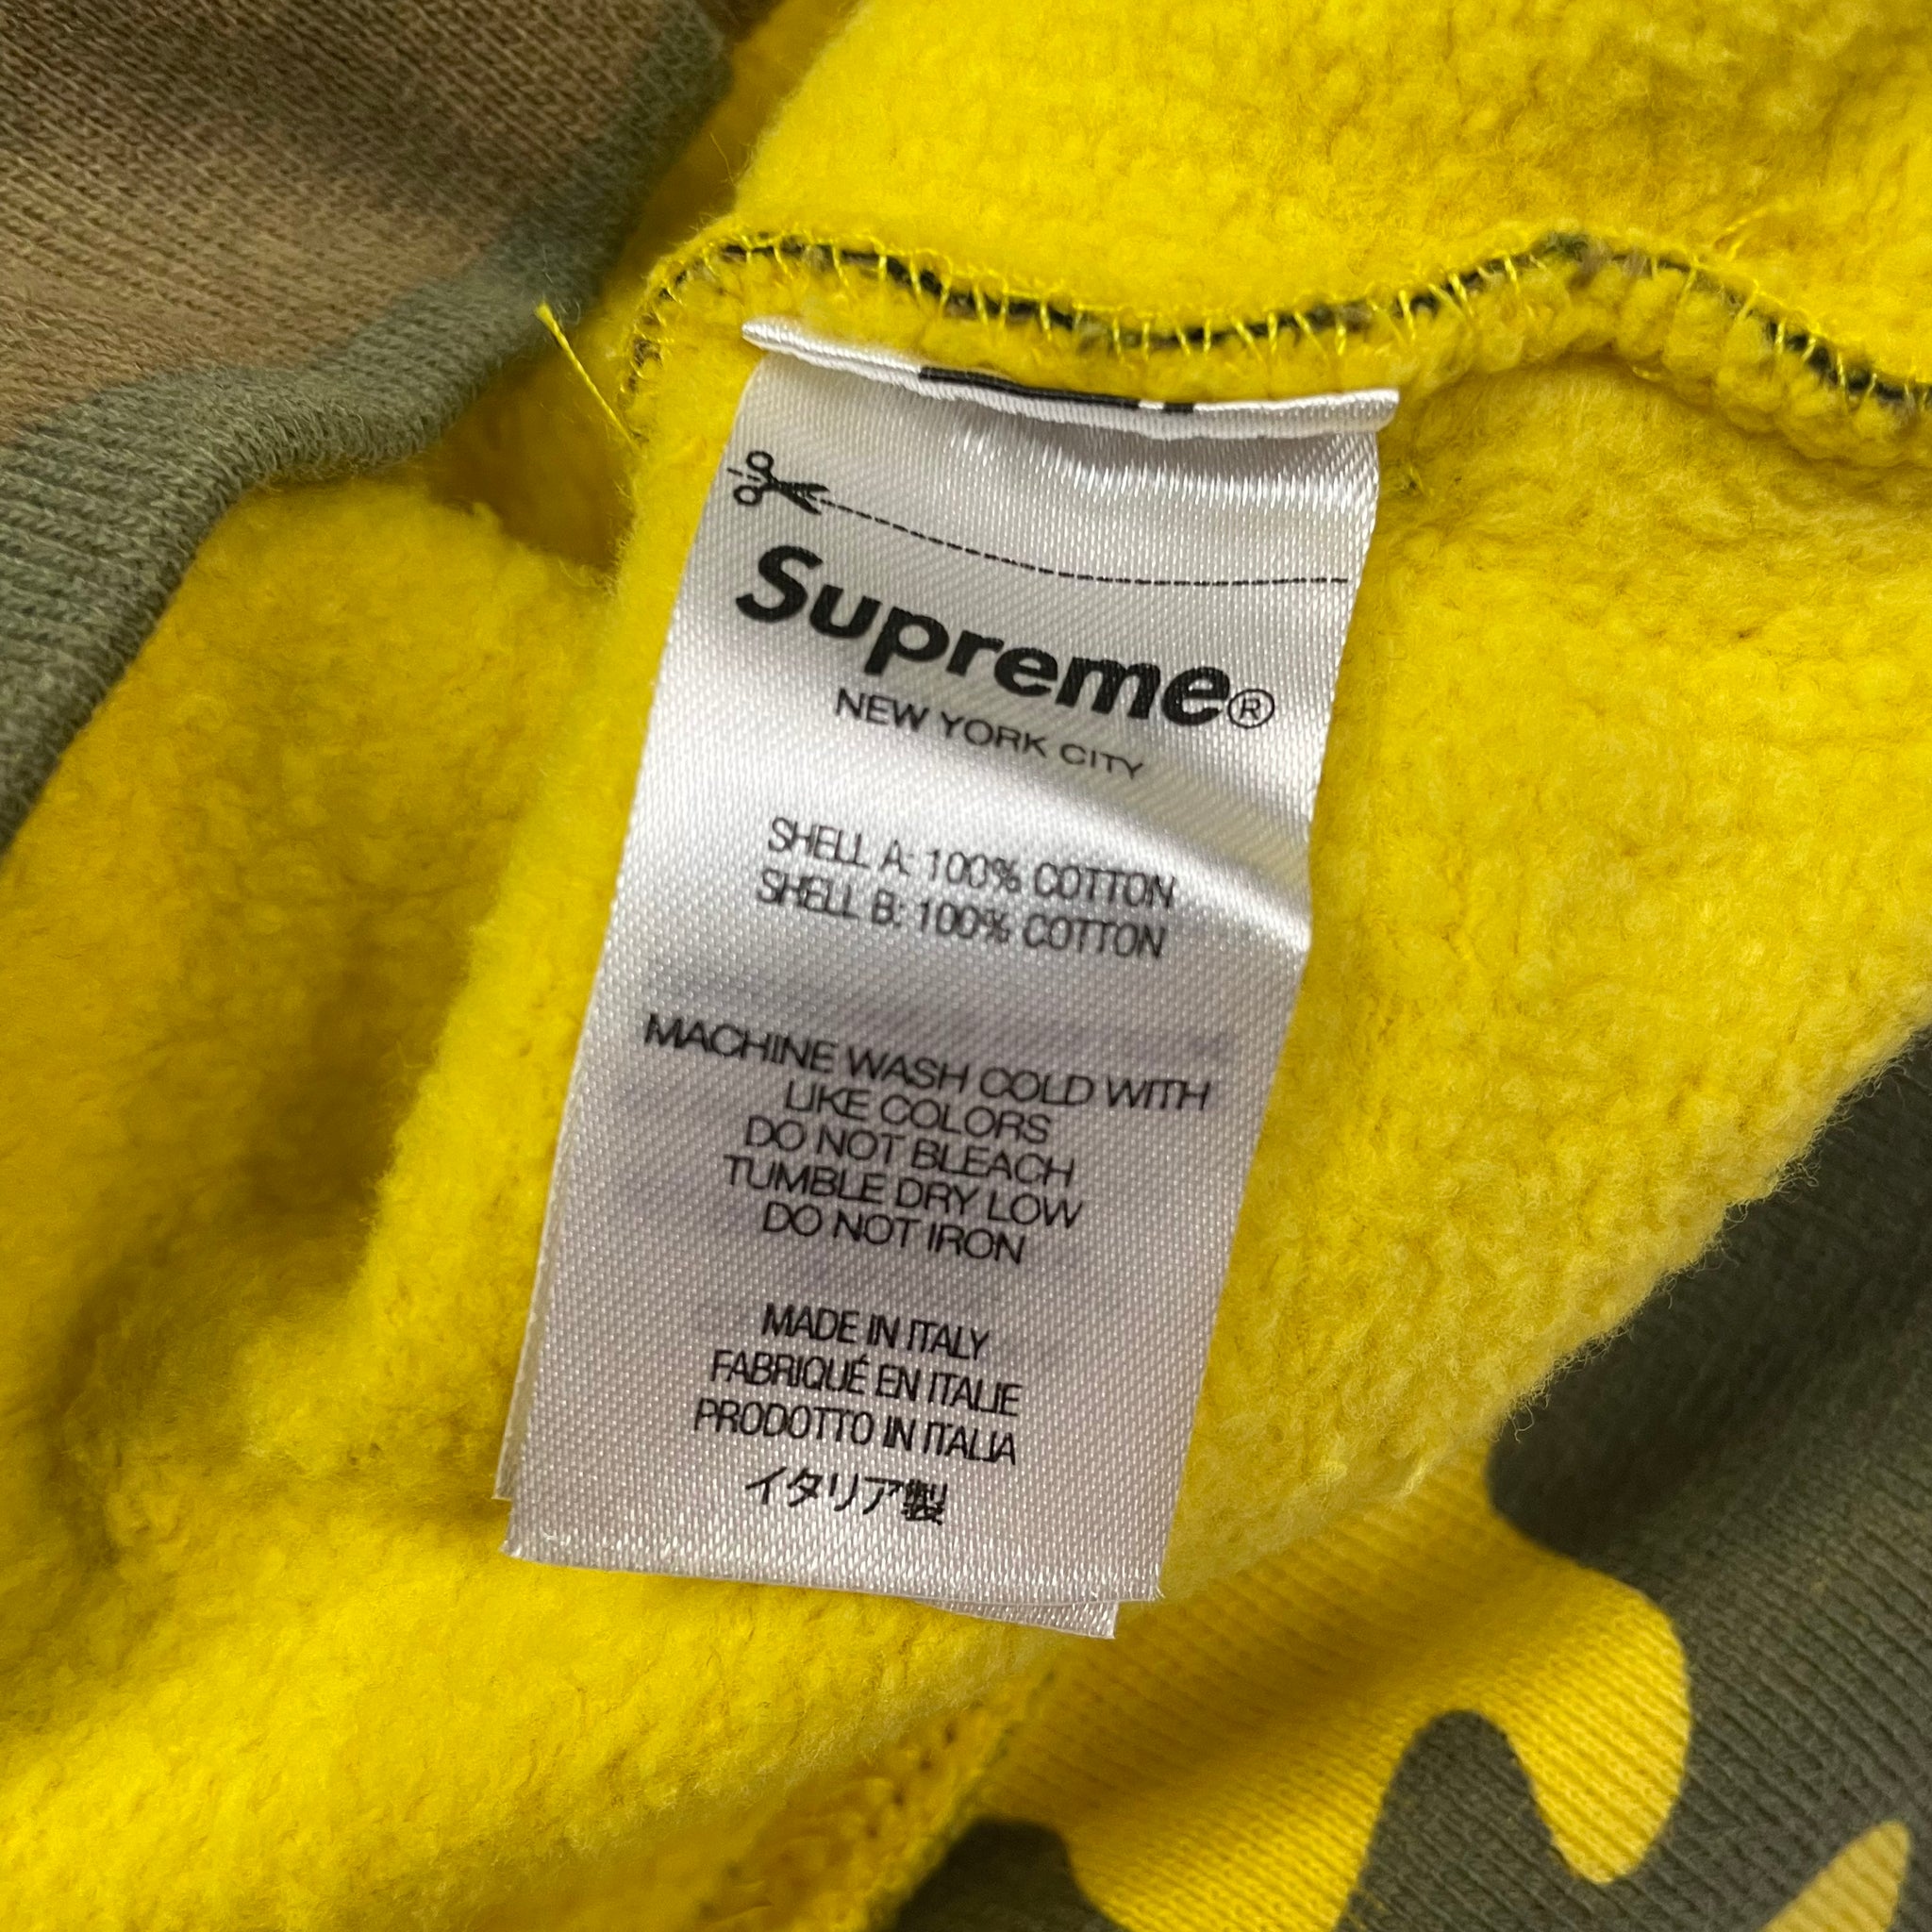 Supreme®
NEW YORK CITY
SHELL A: 100% COTTON
SHELL B: 100% COTTON
MACHINE WASH COLD WITH
LIKE COLORS
DO NOT BLEACH
TUMBLE DRY LOW
DO NOT IRON
MADE IN ITALY
FABRIQUÉ EN ITALIE
PRODOTTO IN ITALIA
イタリア製